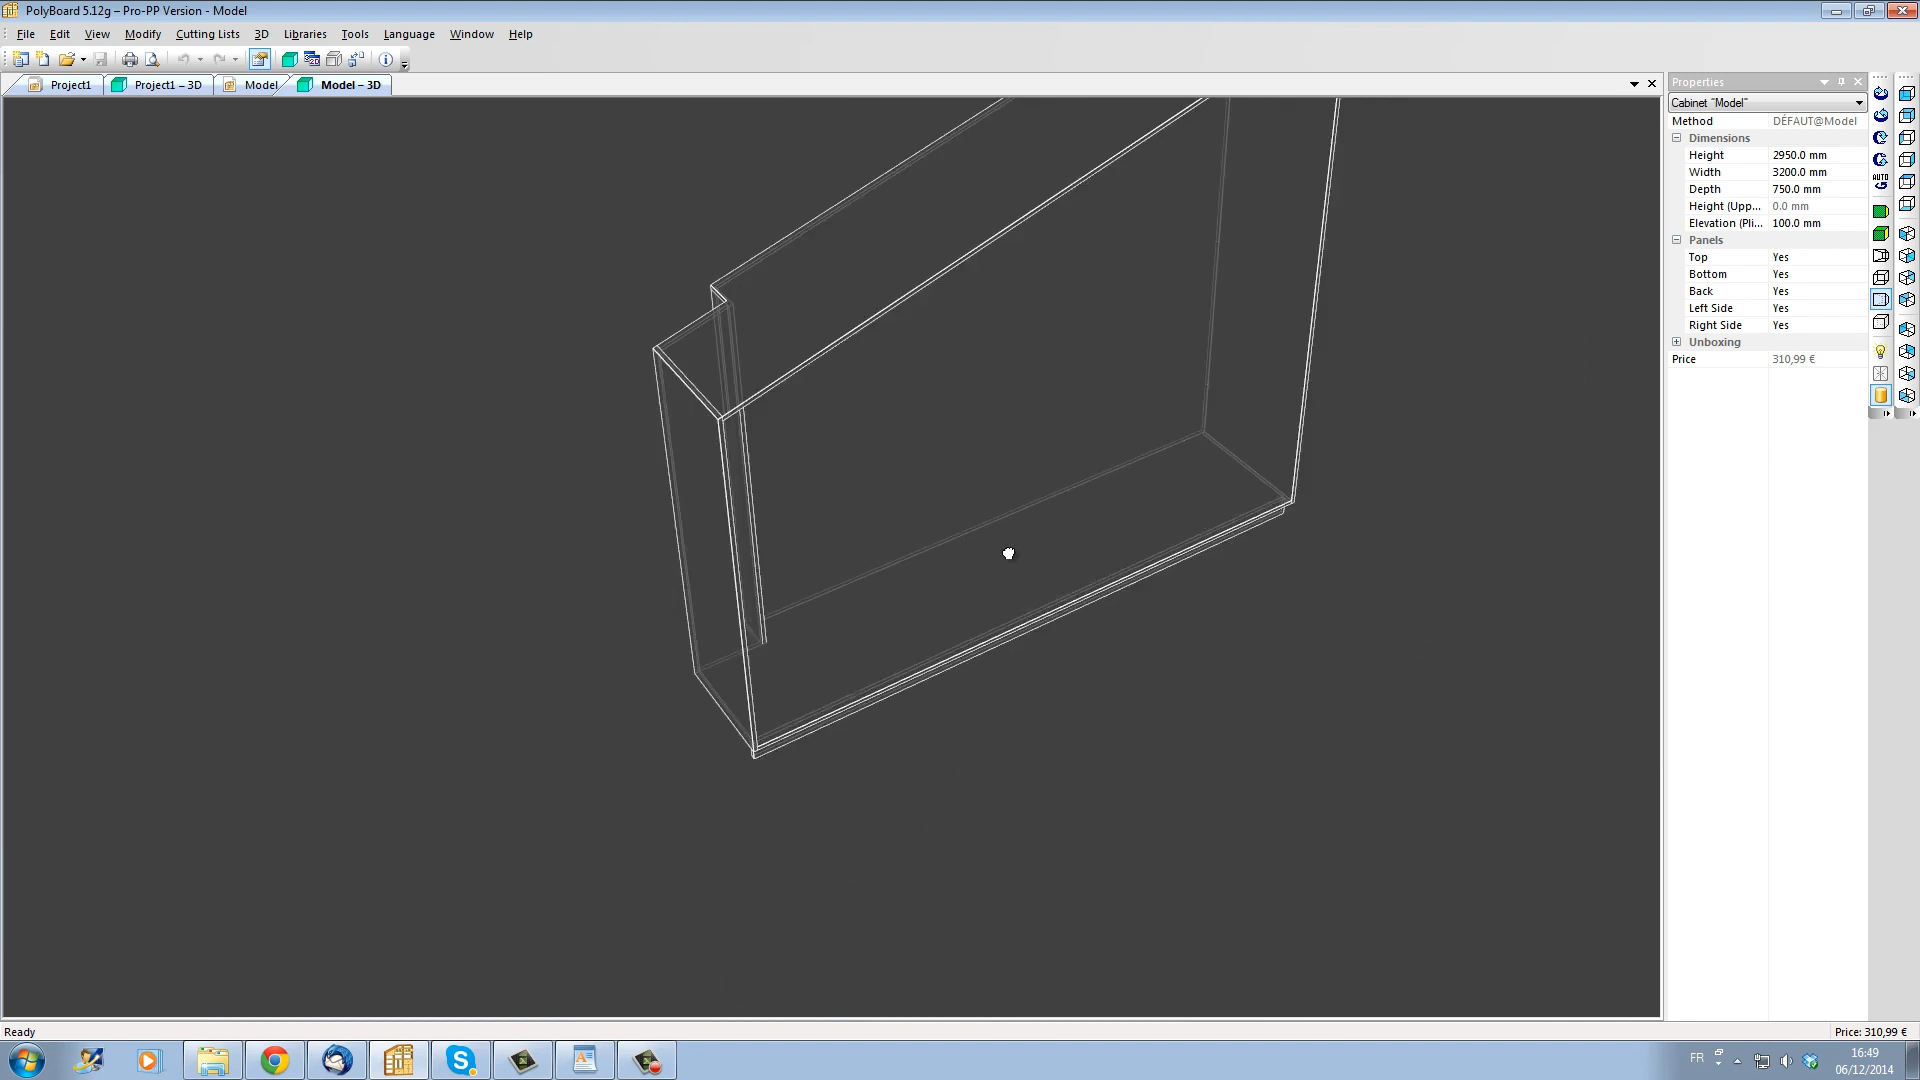 PolyBoard 5.12g – Pro-PP Version - Model
File Edit View Modify Cutting Lists 3D Libraries Tools Language Window Help
Project1 Project1 – 3D Model Model – 3D
Properties
Cabinet "Model"
Method DÉFAUT@Model
Dimensions
Height 2950.0 mm
Width 3200.0 mm
Depth 750.0 mm
Height (Upp... 0.0 mm
Elevation (Pli... 100.0 mm
Panels
Top Yes
Bottom Yes
Back Yes
Left Side Yes
Right Side Yes
Unboxing
Price 310,99 €
AUTO
Ready
Price: 310,99 €
FR
16:49
06/12/2014